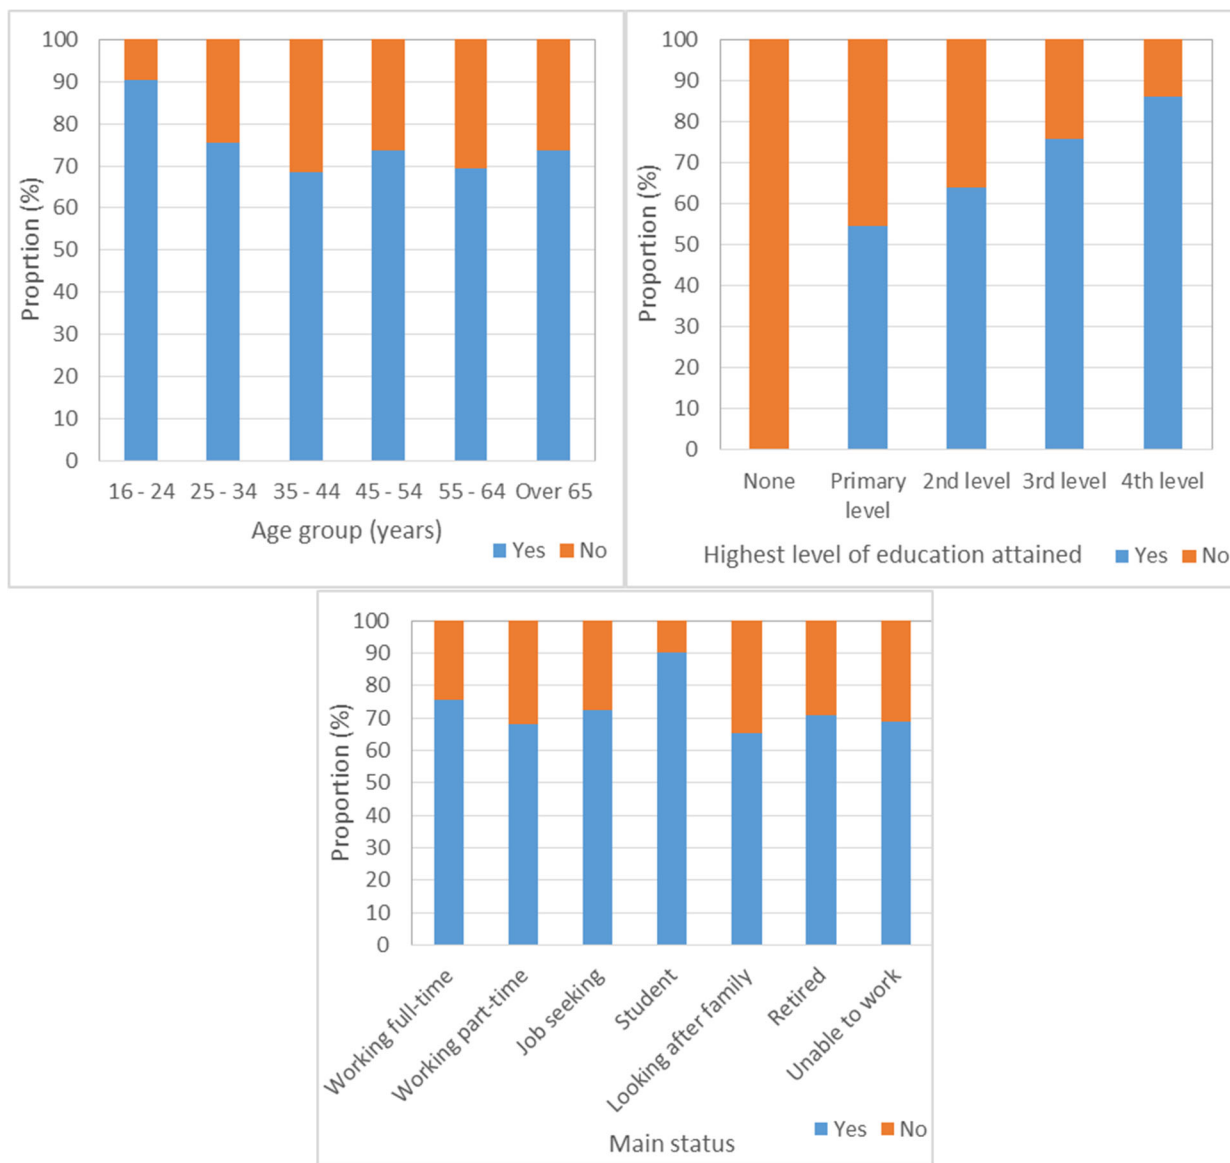 100
90
80
70
60
50
40
30
20
10
0
Proprtion (%)
16 - 24 25 - 34 35 - 44 45 - 54 55 - 64 Over 65
Age group (years)
Yes No
100
90
80
70
60
50
40
30
20
10
0
Proportion (%)
None Primary level 2nd level 3rd level 4th level
Highest level of education attained
Yes No
100
90
80
70
60
50
40
30
20
10
0
Proportion (%)
Working full-time
Working part-time
Job seeking
Student
Looking after family
Retired
Unable to work
Main status
Yes No